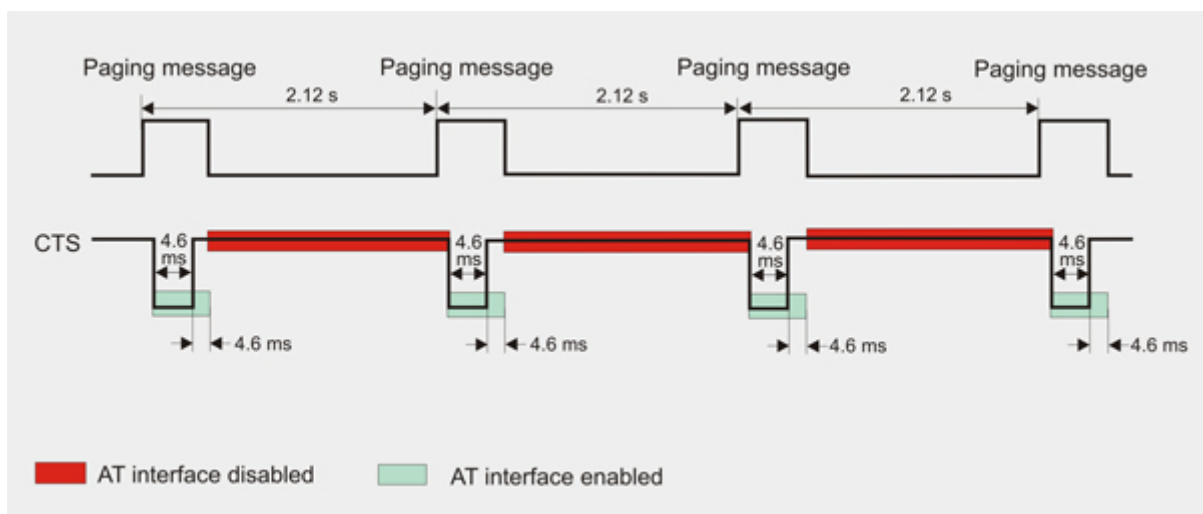 Paging message Paging message Paging message Paging message
2.12 s 2.12 s 2.12 s
CTS
4.6 ms 4.6 ms 4.6 ms 4.6 ms
4.6 ms 4.6 ms 4.6 ms 4.6 ms
AT interface disabled AT interface enabled